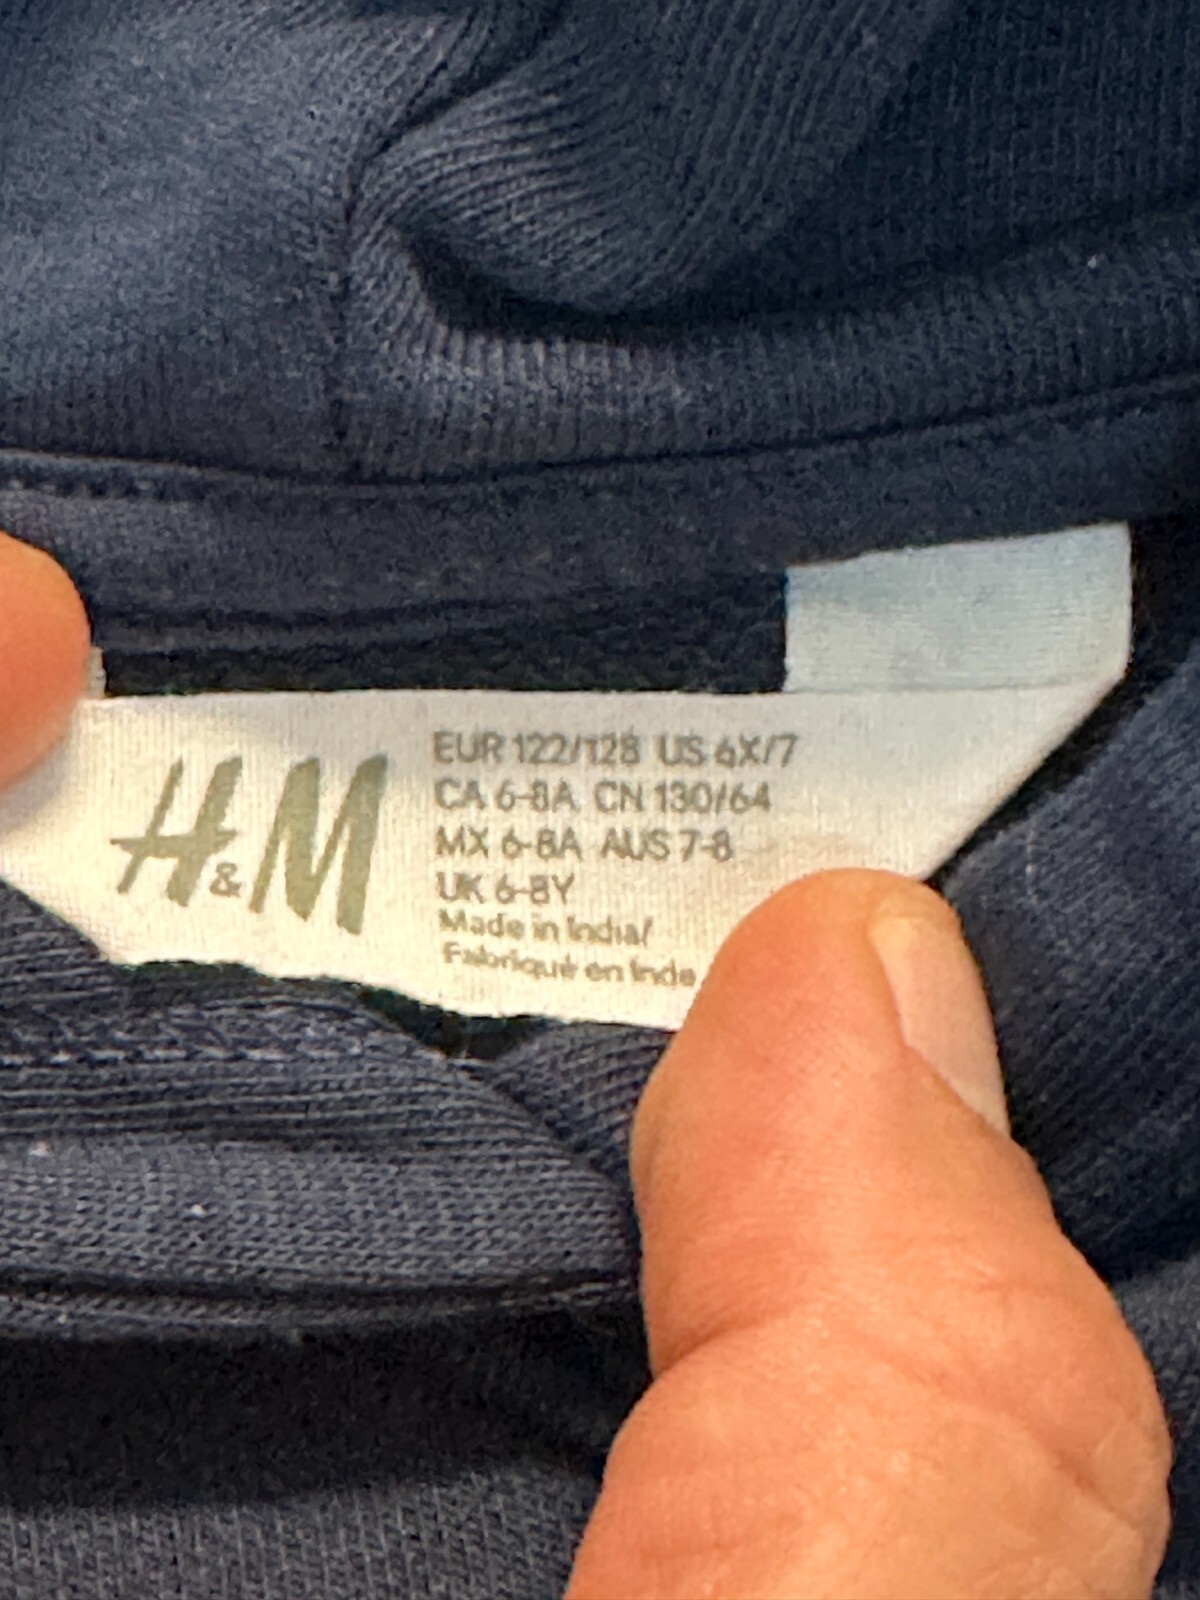 H&M
EUR 122/128 US 6X/7
CA 6-8A CN 130/64
MX 6-8A AUS 7-8
UK 6-8Y
Made in India/
Fabriqué en Inde